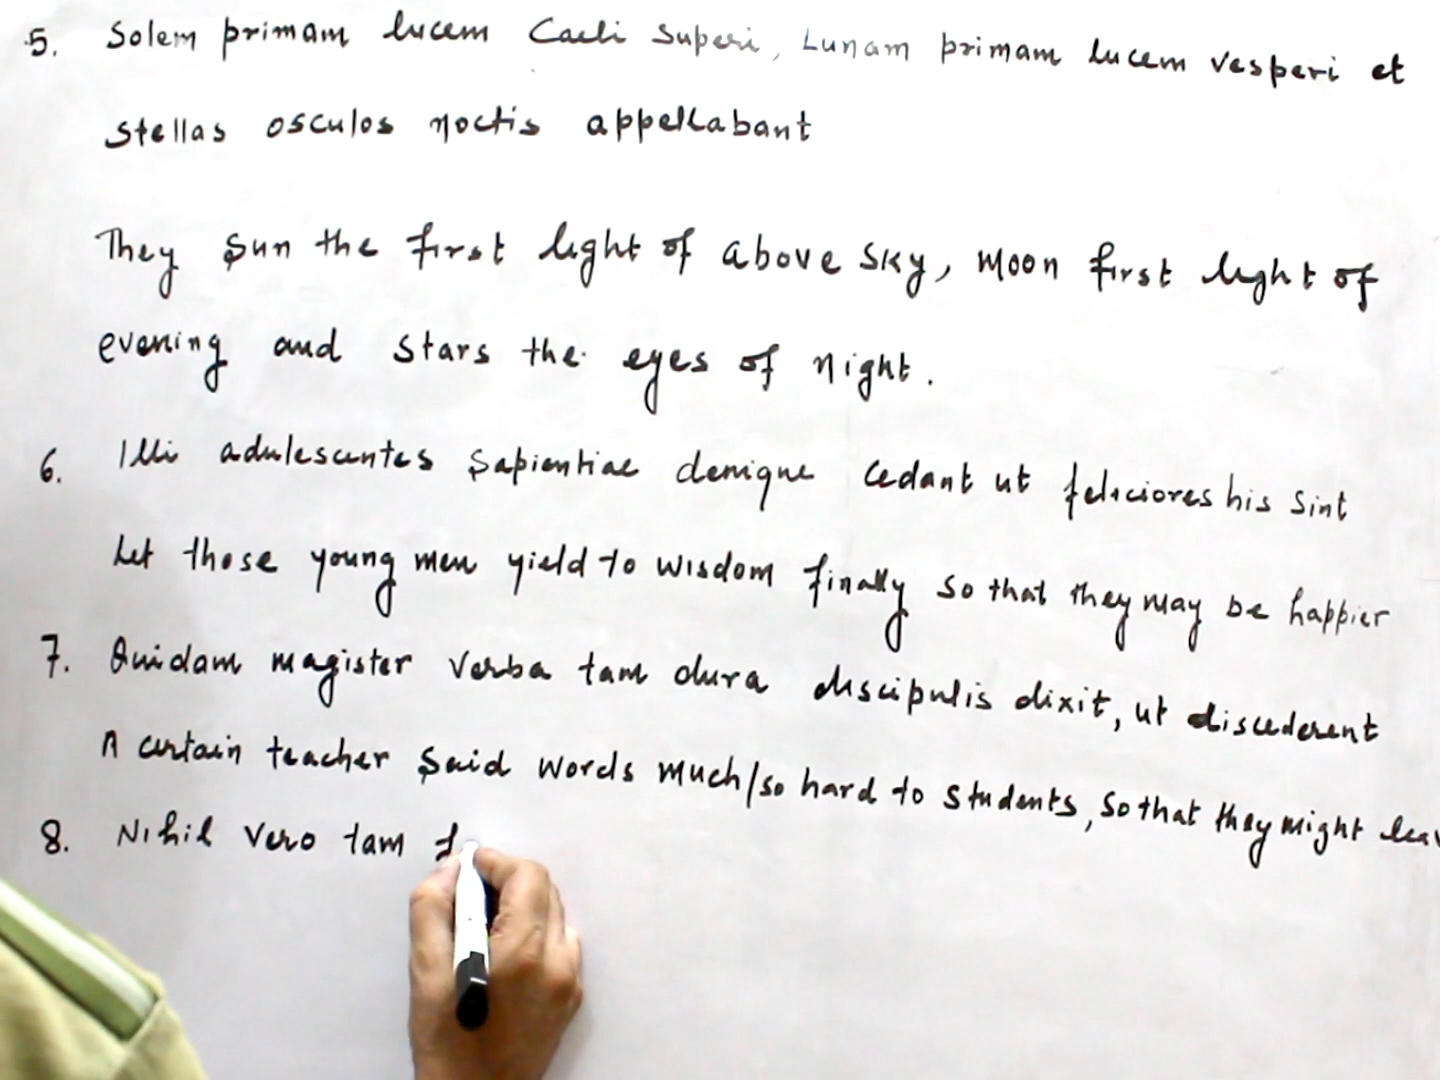 5. Solem primam lucem Caeli superi, Lunam primam lucem vesperi et
stellas osculos noctis appellabant
They sun the first light of above sky, moon first light of
evening and stars the eyes of night.
6. Illi adulescentes sapientiae denique cedant ut feliciores his sint
Let those young men yield to wisdom finally so that they may be happier
7. Quidam magister verba tam dura discipulis dixit, ut discederent
A certain teacher said words much/so hard to students, so that they might
8. Nihil vero tam